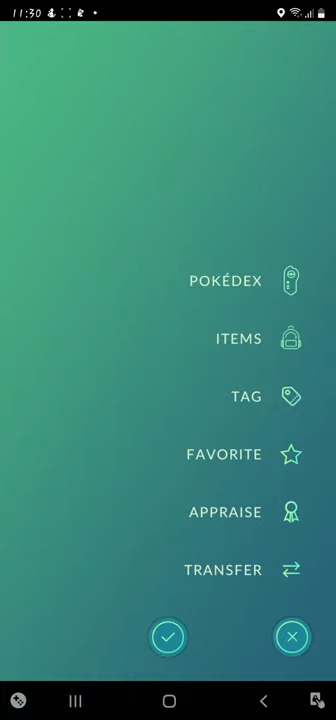 11:30
POKÉDEX
ITEMS
TAG
FAVORITE
APPRAISE
TRANSFER